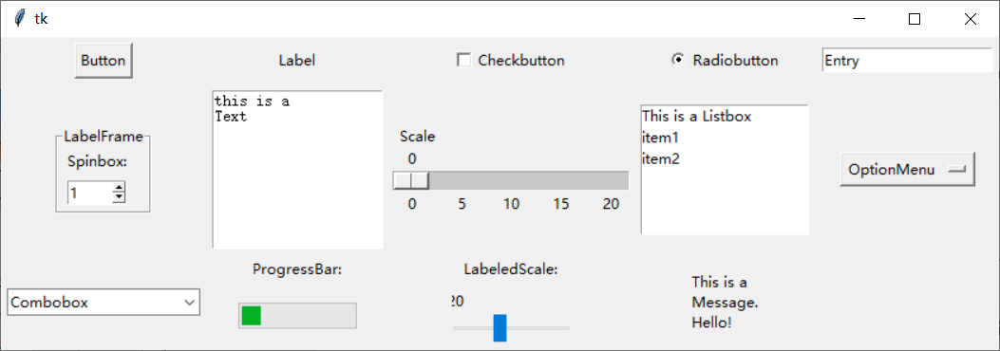 tk
Button
Label
Checkbutton
Radiobutton
Entry
LabelFrame
Spinbox:
1
this is a
Text
Scale
0
0 5 10 15 20
This is a Listbox
item1
item2
OptionMenu
Combobox
ProgressBar:
LabeledScale:
20
This is a
Message.
Hello!